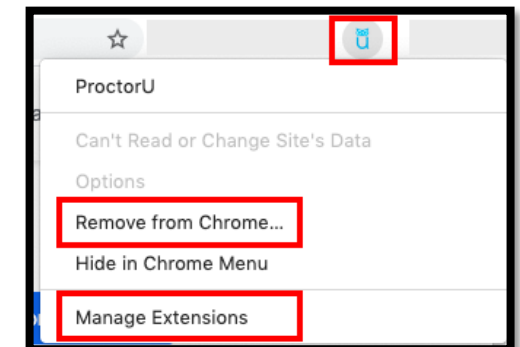 ProctorU
Can't Read or Change Site's Data
Options
Remove from Chrome...
Hide in Chrome Menu
Manage Extensions